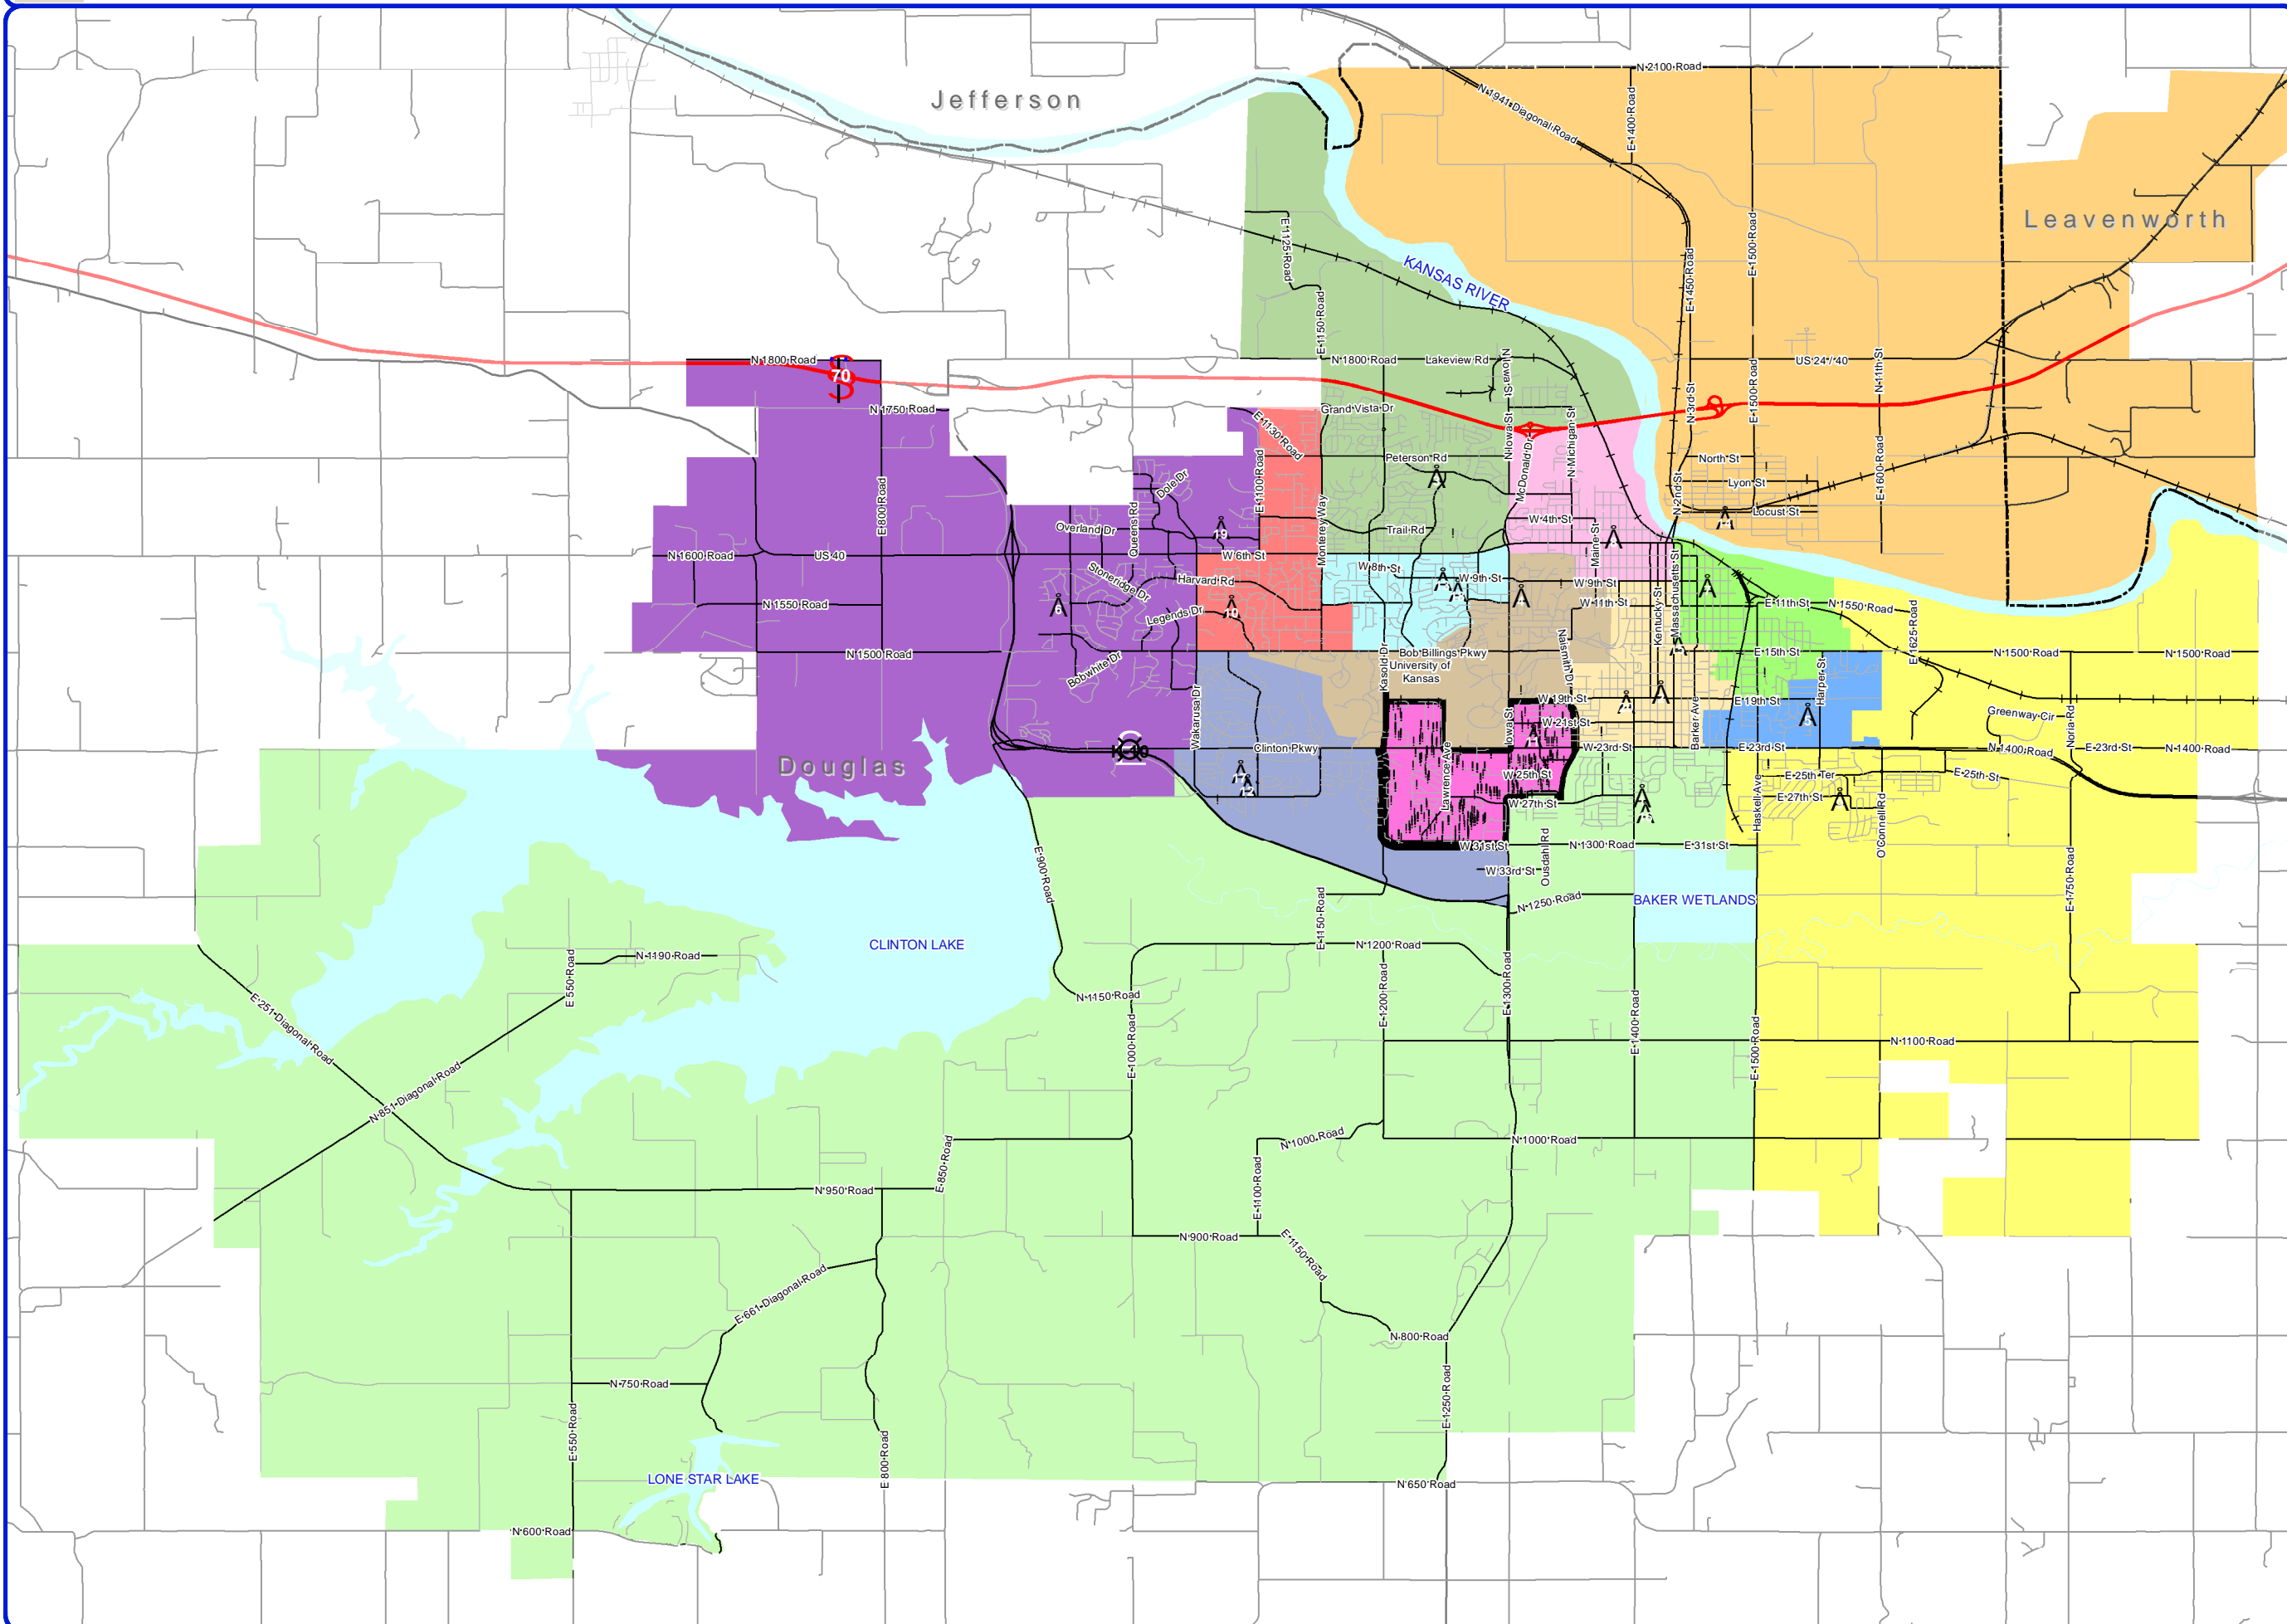 N 2100 Road
Jefferson
N 1941 Diagonal Road
E 1400 Road
Leavenworth
E 1125 Road
E 1500 Road
KANSAS RIVER
E 1450 Road
E 1150 Road
N 1800 Road
70
N 1800 Road
Lakeview Rd
N Iowa St
US 24 / 40
N 11th St
E 1500 Road
N 3rd St
N 1750 Road
Grand Vista Dr
E 1130 Road
N Iowa St
McDonald Dr
N Michigan St
Peterson Rd
North St
E 1600 Road
E 1100 Road
Dole Dr
Lyon St
N 2nd St
Locust St
Monterey Way
Queens Rd
Overland Dr
E 800 Road
19
Trail Rd
W 4th St
Maine St
N 1600 Road
US 40
W 6th St
W 8th St
W 9th St
W 9th St
Massachusetts St
Stoneridge Dr
Harvard Rd
6
10
4
Legends Dr
W 11th St
Kentucky St
E 11th St
N 1550 Road
N 1550 Road
E 1625 Road
N 1500 Road
Bobwhite Dr
Kasold Dr
Bob Billings Pkwy
University of
Kansas
Naismith Dr
E 15th St
Harper St
N 1500 Road
N 1500 Road
Wakarusa Dr
W 19th St
E 19th St
Barker Ave
Iowa St
W 21st St
Greenway Cir
Noria Rd
Douglas
K-10
Clinton Pkwy
W 23rd St
E 23rd St
N 1400 Road
E 23rd St
N 1400 Road
Lawrence Ave
W 25th St
E 25th Ter
E 25th St
W 27th St
E 27th St
Haskell Ave
O'Connell Rd
W 31st St
Ousdahl Rd
N 1300 Road
E 31st St
E 900 Road
W 33rd St
N 1250 Road
BAKER WETLANDS
E 1750 Road
E 1150 Road
CLINTON LAKE
N 1200 Road
N 1190 Road
E 550 Road
N 1150 Road
E 1200 Road
E 1300 Road
E 251 Diagonal Road
E 1000 Road
E 1400 Road
E 1500 Road
N 1100 Road
N 851 Diagonal Road
E 850 Road
N 1000 Road
N 1000 Road
N 950 Road
E 1100 Road
N 900 Road
E 1150 Road
E 661 Diagonal Road
N 800 Road
N 750 Road
E 1250 Road
E 550 Road
E 800 Road
LONE STAR LAKE
N 650 Road
N 600 Road